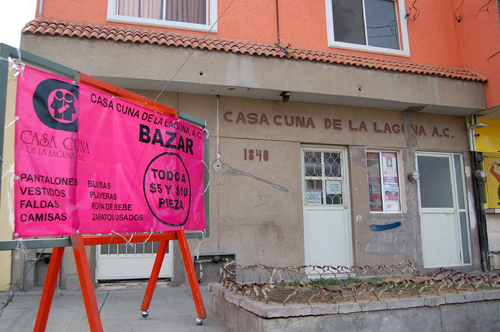 CASA CUNA DE LA LAGUNA, A.C.
BAZAR
CASA CUNA
DE LA LAGUNA, A.C.
PANTALONES
VESTIDOS
FALDAS
CAMISAS
BLUSAS
PLAYERAS
ROPA DE BEBE
ZAPATOS USADOS
TODO A
$5 Y $10
PIEZA
CASA CUNA DE LA LAGUNA A.C.
1840